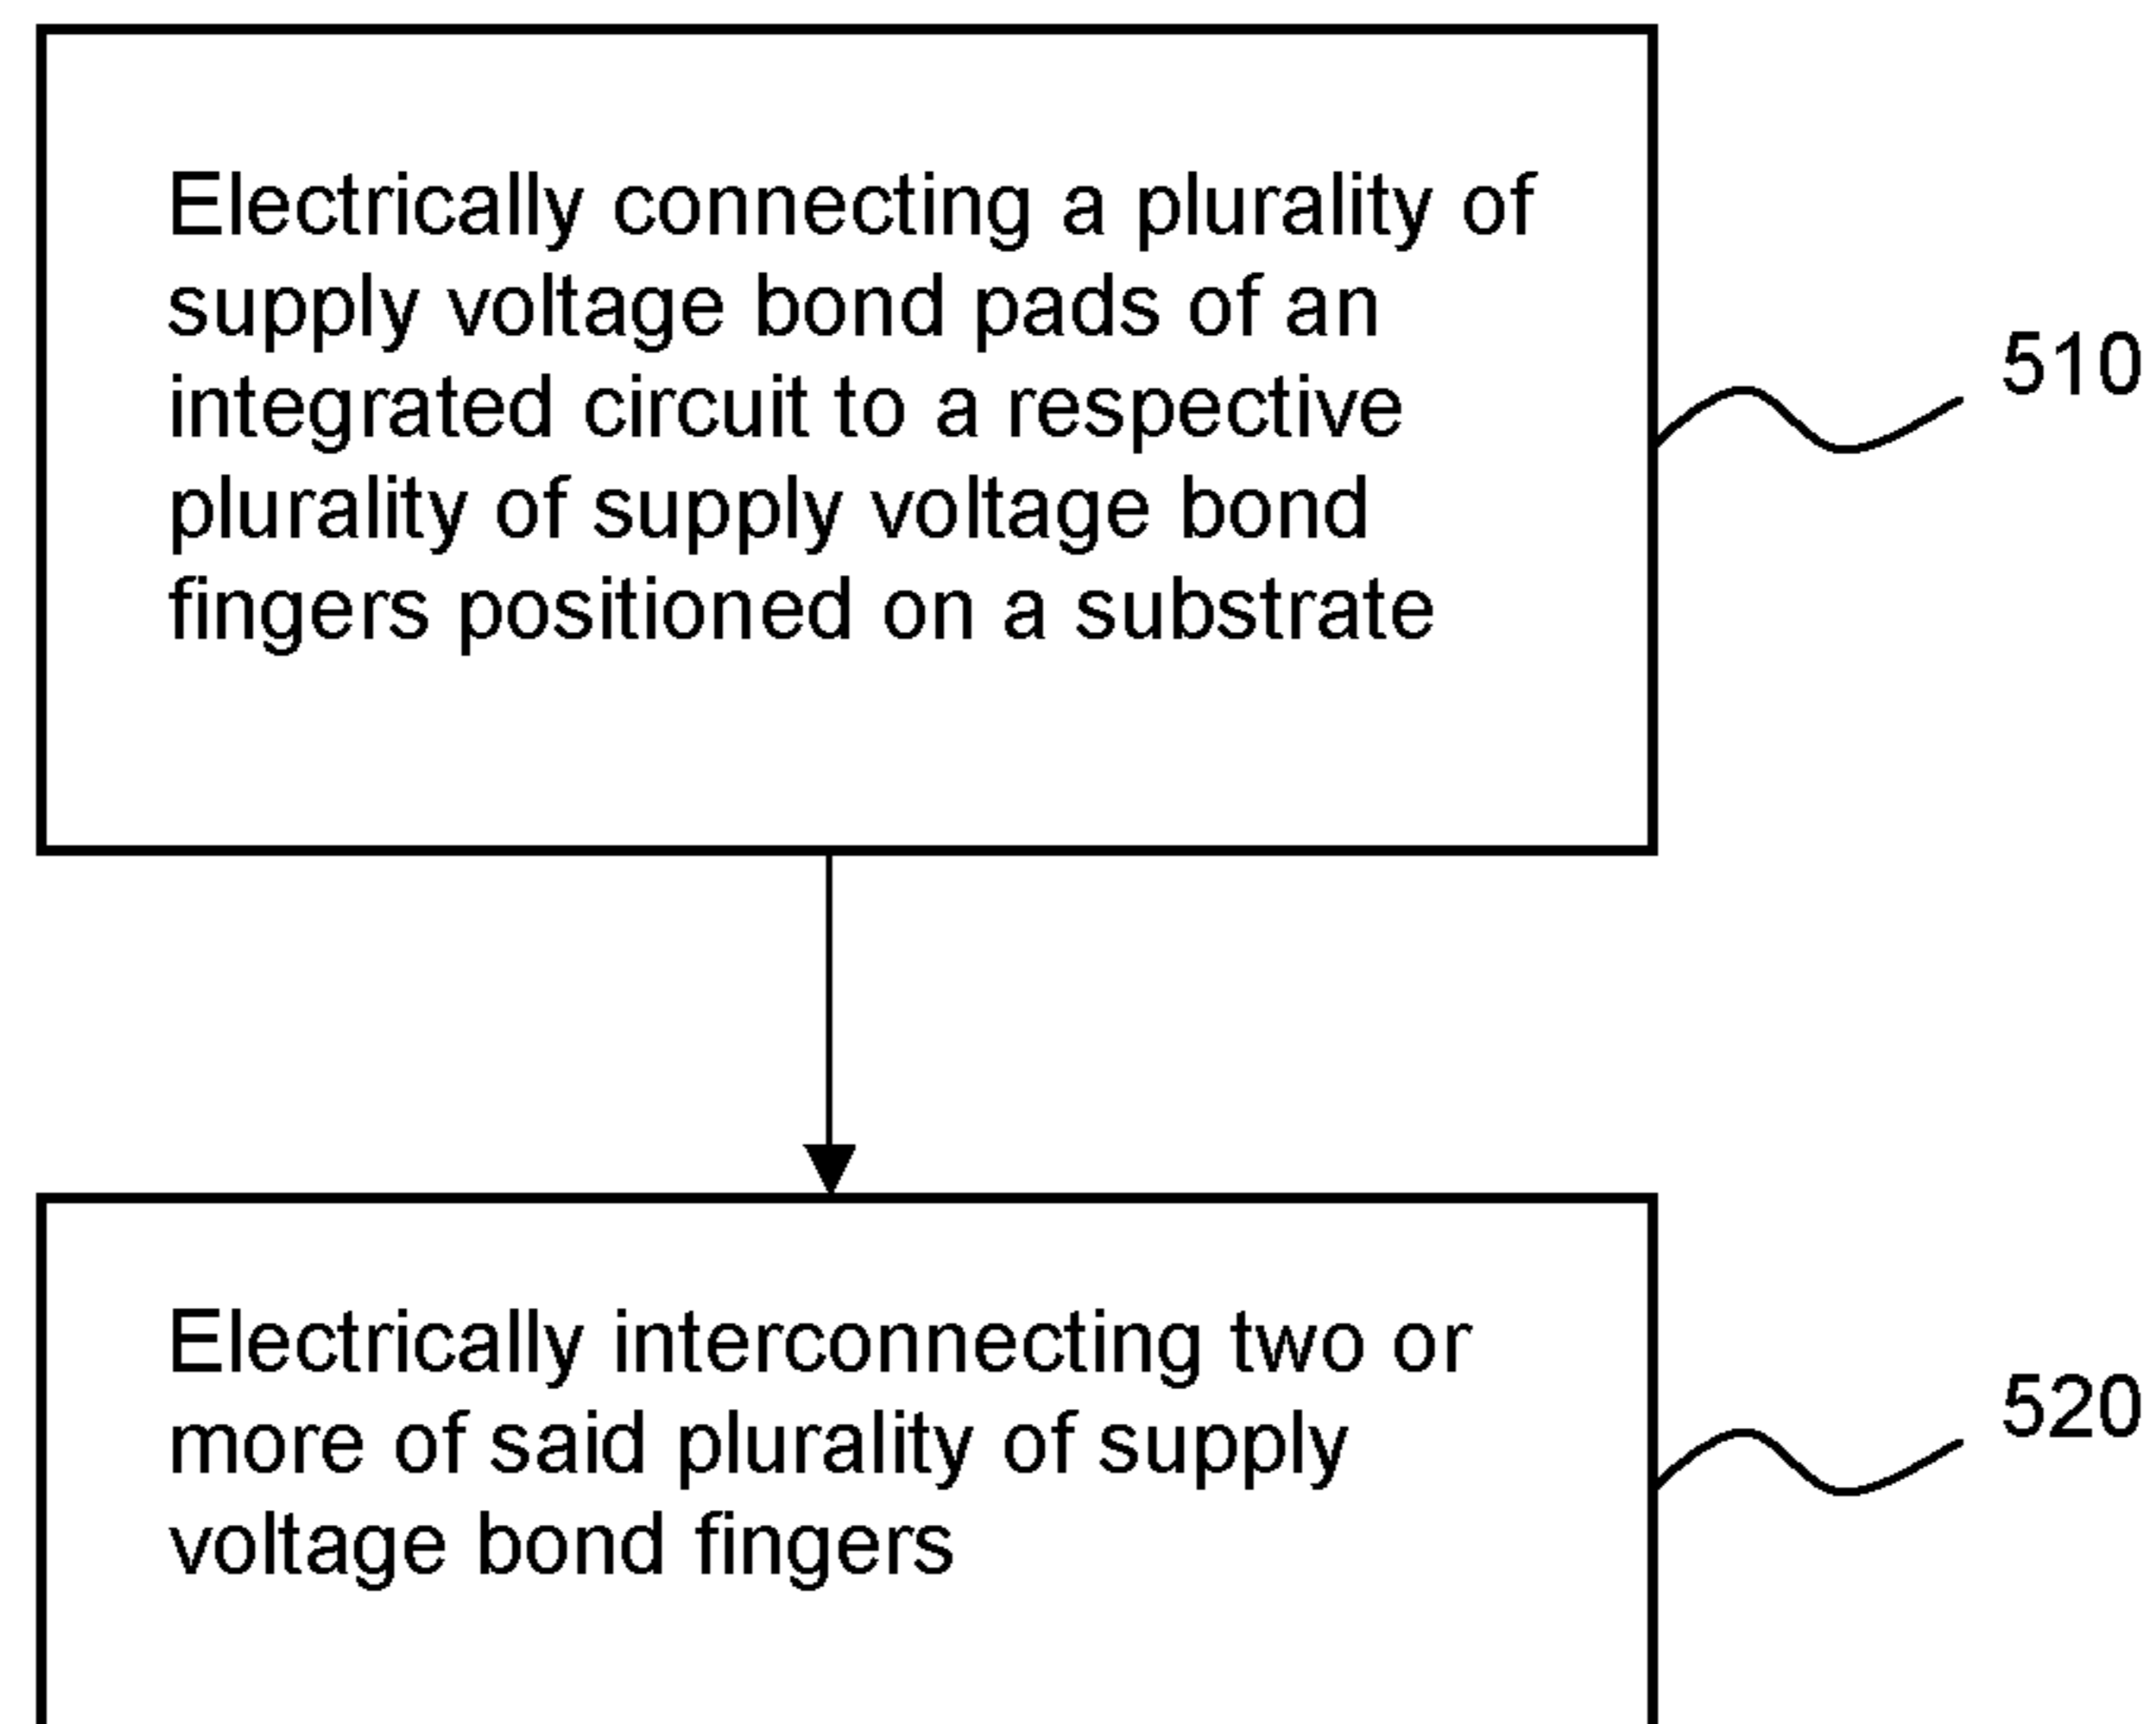 Electrically connecting a plurality of
supply voltage bond pads of an
integrated circuit to a respective
plurality of supply voltage bond
fingers positioned on a substrate
510
Electrically interconnecting two or
more of said plurality of supply
voltage bond fingers
520